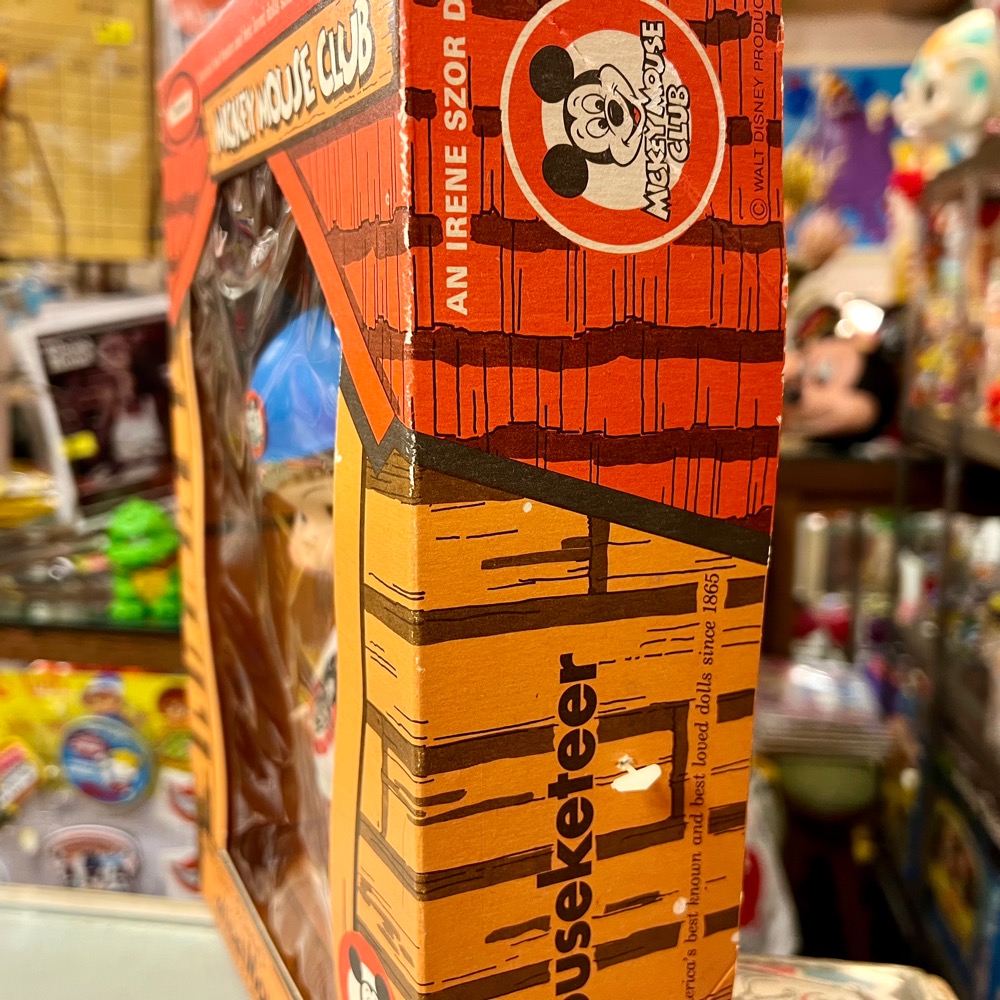 MICKEY MOUSE CLUB
AN IRENE SZOR D
MICKEY MOUSE
CLUB
© WALT DISNEY PRODUC
ouseketeer
erica's best known and best loved dolls since 1865